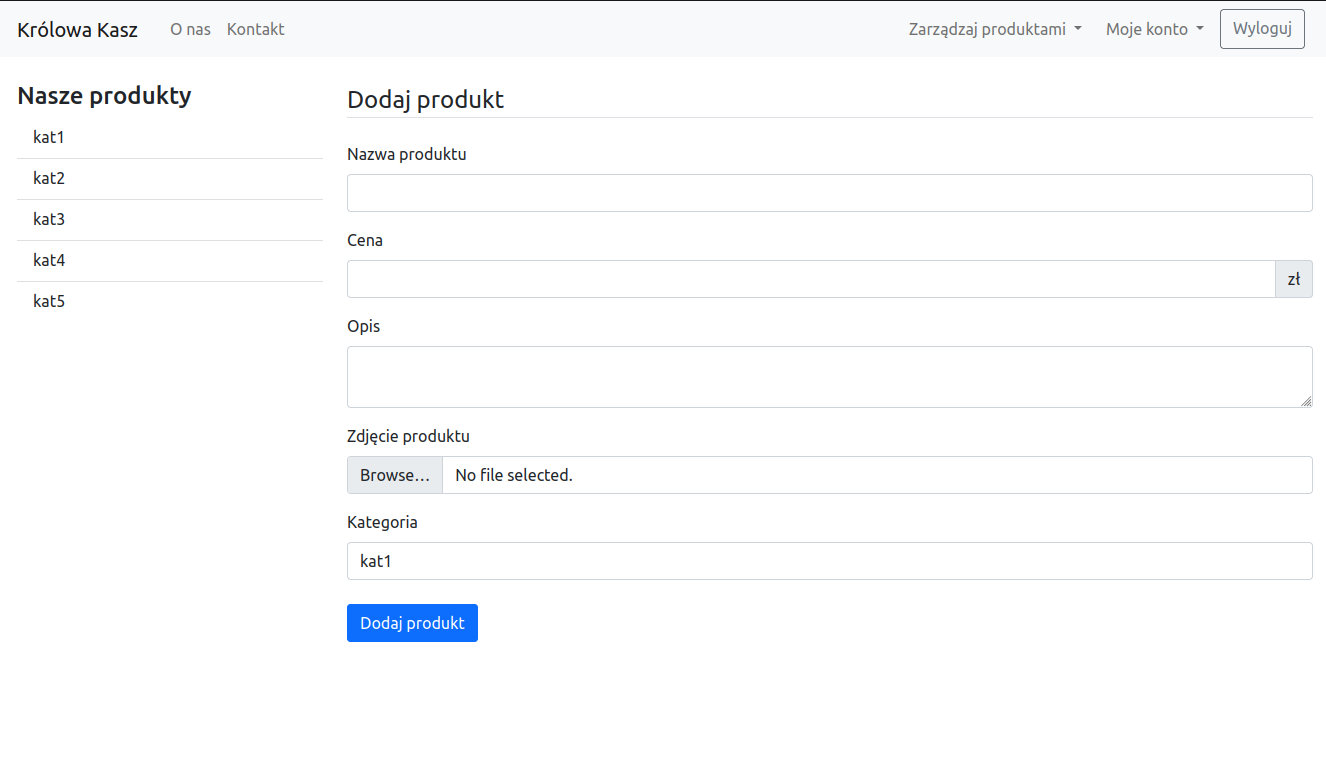 Królowa Kasz O nas Kontakt Zarządzaj produktami Moje konto Wyloguj
Nasze produkty
kat1
kat2
kat3
kat4
kat5
Dodaj produkt
Nazwa produktu
Cena
zł
Opis
Zdjęcie produktu
Browse… No file selected.
Kategoria
kat1
Dodaj produkt